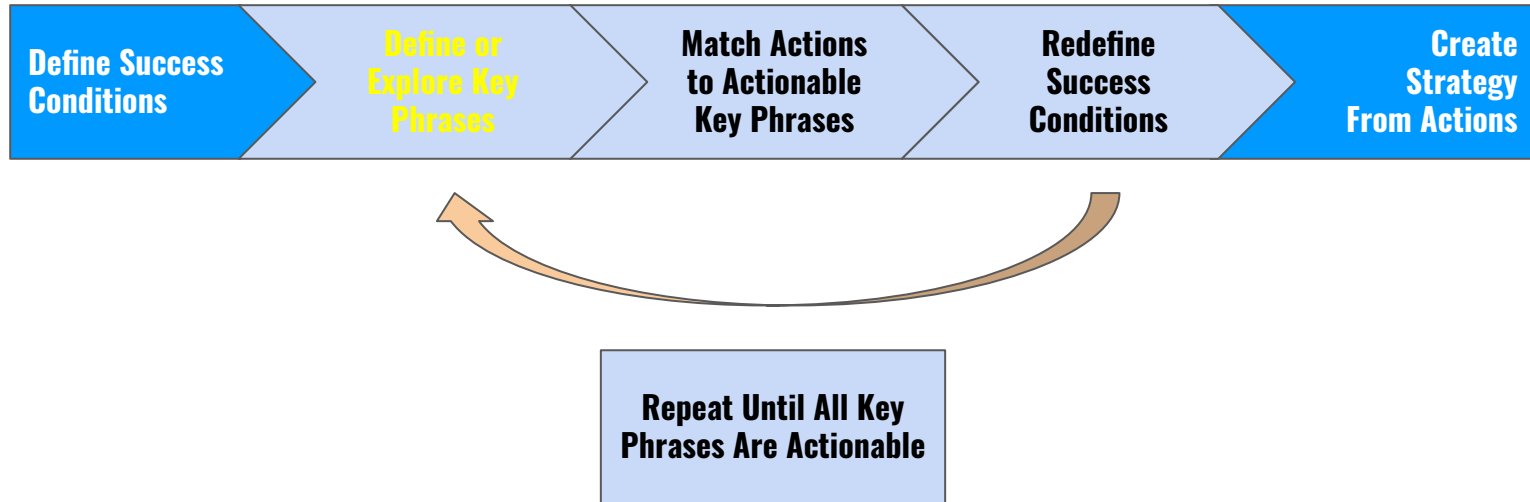 Define Success
Conditions
Define or
Explore Key
Phrases
Match Actions
to Actionable
Key Phrases
Redefine
Success
Conditions
Create
Strategy
From Actions
Repeat Until All Key
Phrases Are Actionable